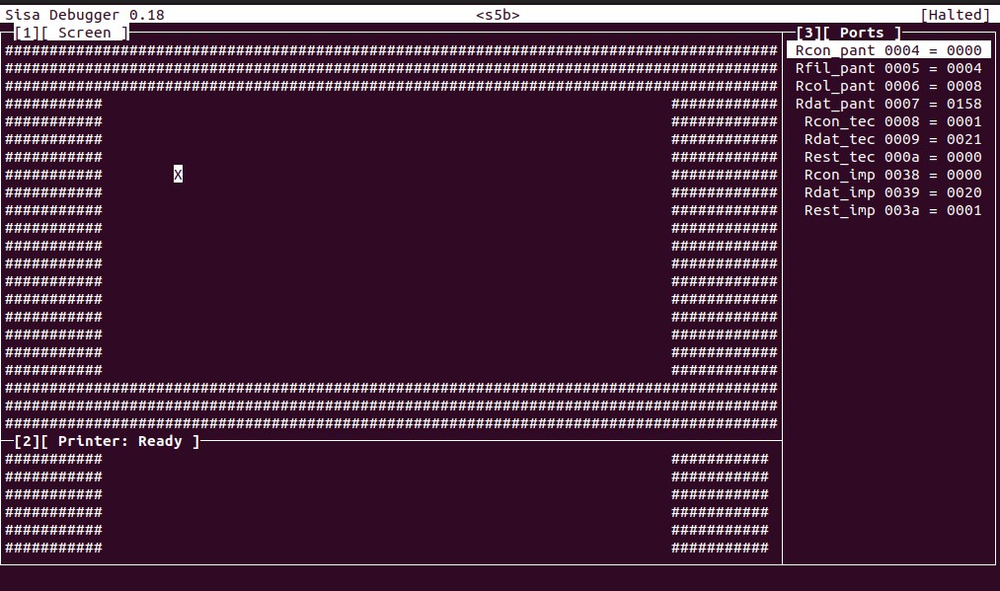 Sisa Debugger 0.18 <s5b> [Halted]
[1][ Screen ]
#######################################################################################
#######################################################################################
#######################################################################################
########### ############
########### ############
########### ############
########### ############
########### X ############
########### ############
########### ############
########### ############
########### ############
########### ############
########### ############
########### ############
########### ############
########### ############
########### ############
########### ############
#######################################################################################
#######################################################################################
#######################################################################################
[2][ Printer: Ready ]
########### ###########
########### ###########
########### ###########
########### ###########
########### ###########
########### ###########
[3][ Ports ]
Rcon_pant 0004 = 0000
Rfil_pant 0005 = 0004
Rcol_pant 0006 = 0008
Rdat_pant 0007 = 0158
Rcon_tec 0008 = 0001
Rdat_tec 0009 = 0021
Rest_tec 000a = 0000
Rcon_imp 0038 = 0000
Rdat_imp 0039 = 0020
Rest_imp 003a = 0001